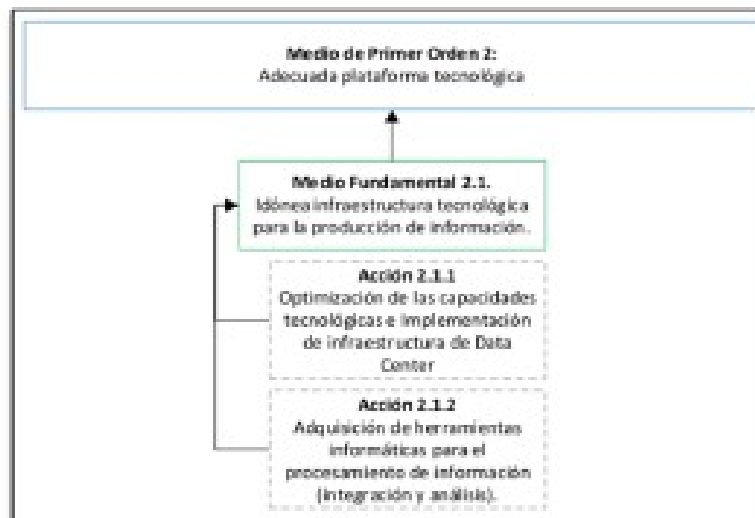 Medio de Primer Orden 2:
Adecuada plataforma tecnológica
Medio Fundamental 2.1.
Idónea infraestructura tecnológica
para la producción de información.
Acción 2.1.1
Optimización de las capacidades
tecnológicas e Implementación
de infraestructura de Data
Center
Acción 2.1.2
Adquisición de herramientas
informáticas para el
procesamiento de información
(integración y análisis).